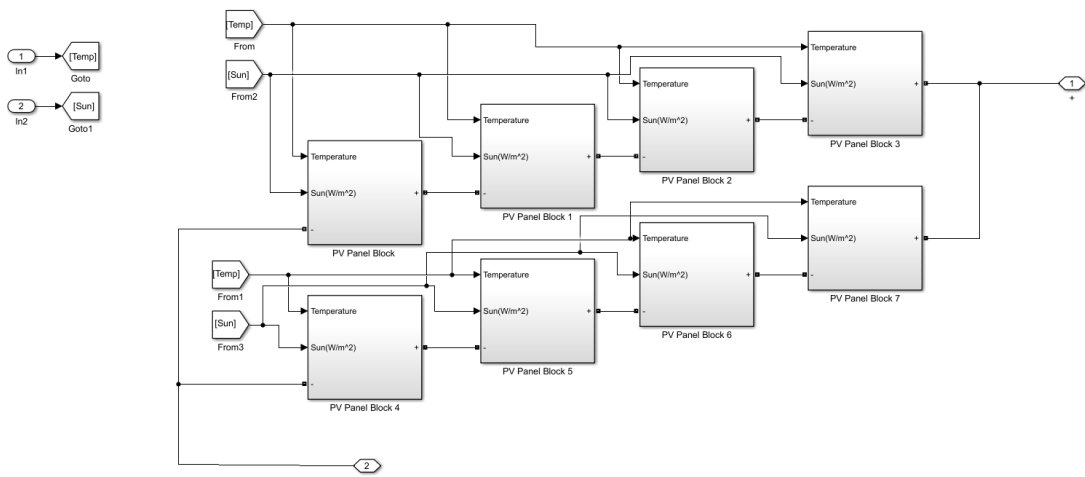 [Temp]
From
1
In1
[Temp]
Goto
[Sun]
From2
2
In2
[Sun]
Goto1
Temperature
Sun(W/m^2)
-
+
PV Panel Block 3
1
+
Temperature
Sun(W/m^2)
-
+
PV Panel Block 2
Temperature
Sun(W/m^2)
-
+
PV Panel Block 1
Temperature
Sun(W/m^2)
-
+
PV Panel Block
Temperature
Sun(W/m^2)
-
+
PV Panel Block 7
Temperature
Sun(W/m^2)
-
+
PV Panel Block 6
[Temp]
From1
Temperature
Sun(W/m^2)
-
+
PV Panel Block 5
[Sun]
From3
Temperature
Sun(W/m^2)
-
+
PV Panel Block 4
2